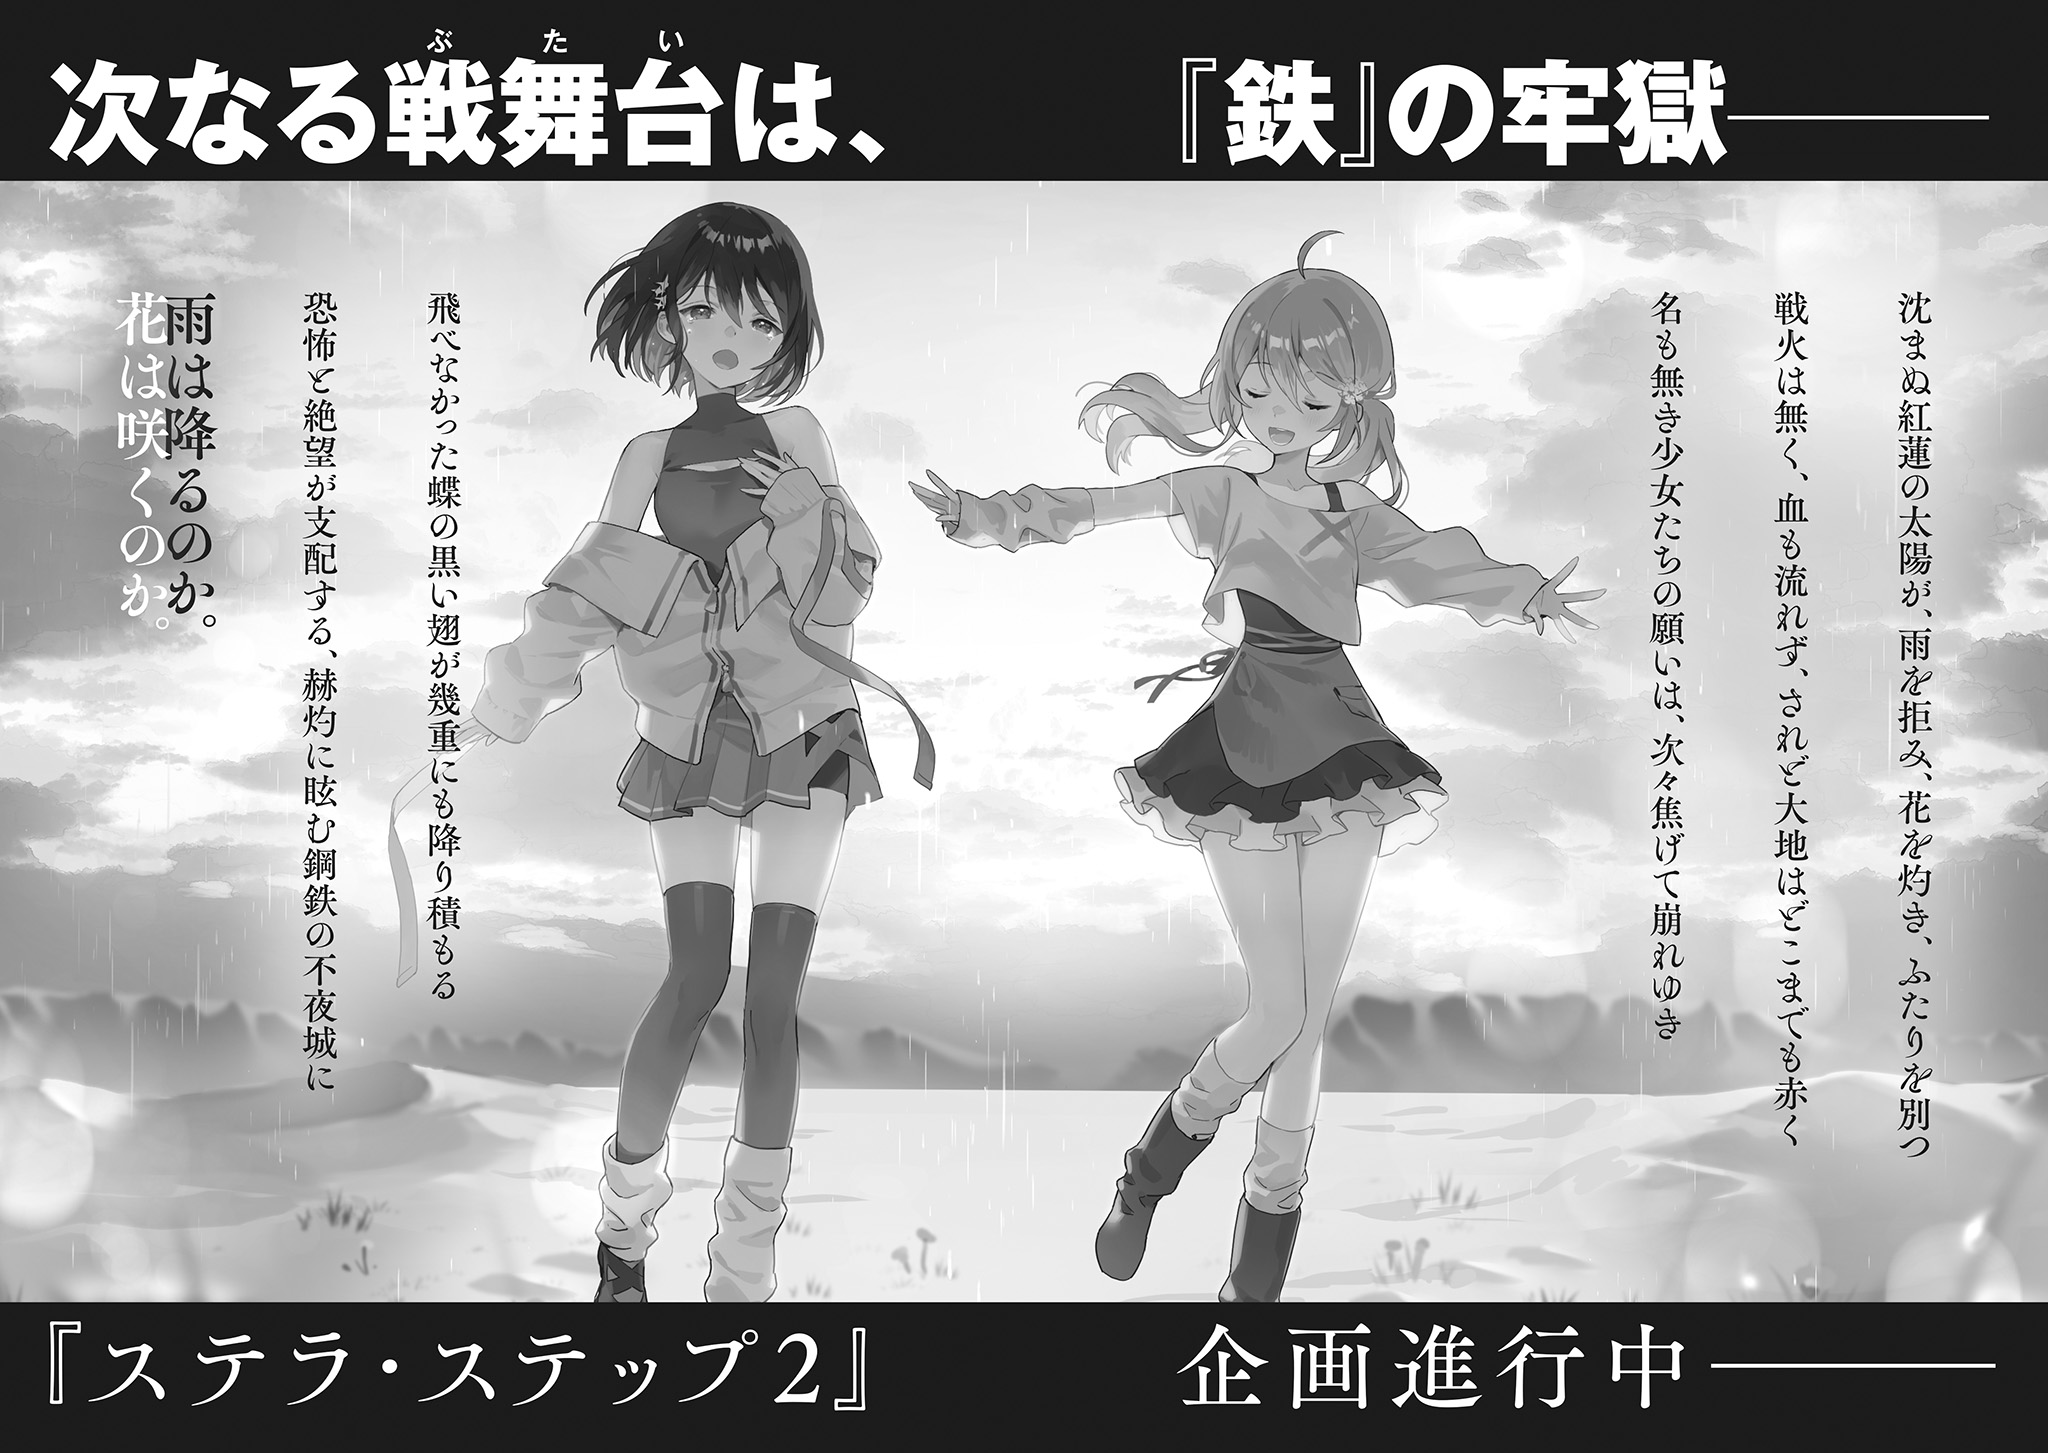 次なる戦舞台は、『鉄』の牢獄――
ぶたい
沈まぬ紅蓮の太陽が、雨を拒み、花を灼き、ふたりを別つ
戦火は無く、血も流れず、されど大地はどこまでも赤く
名も無き少女たちの願いは、次々焦げて崩れゆき
飛べなかった蝶の黒い翅が幾重にも降り積もる
恐怖と絶望が支配する、赫灼に眩む鋼鉄の不夜城に
雨は降るのか。
花は咲くのか。
『ステラ・ステップ2』企画進行中――